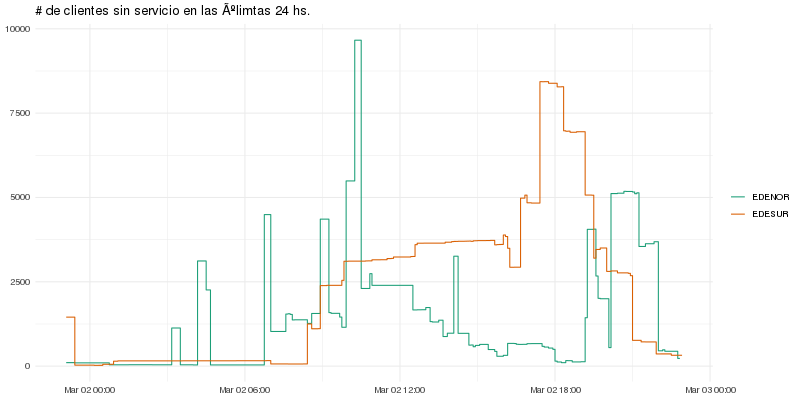 # de clientes sin servicio en las Ãºlimtas 24 hs.
10000
7500
5000
2500
0
Mar 02 00:00
Mar 02 06:00
Mar 02 12:00
Mar 02 18:00
Mar 03 00:00
EDENOR
EDESUR